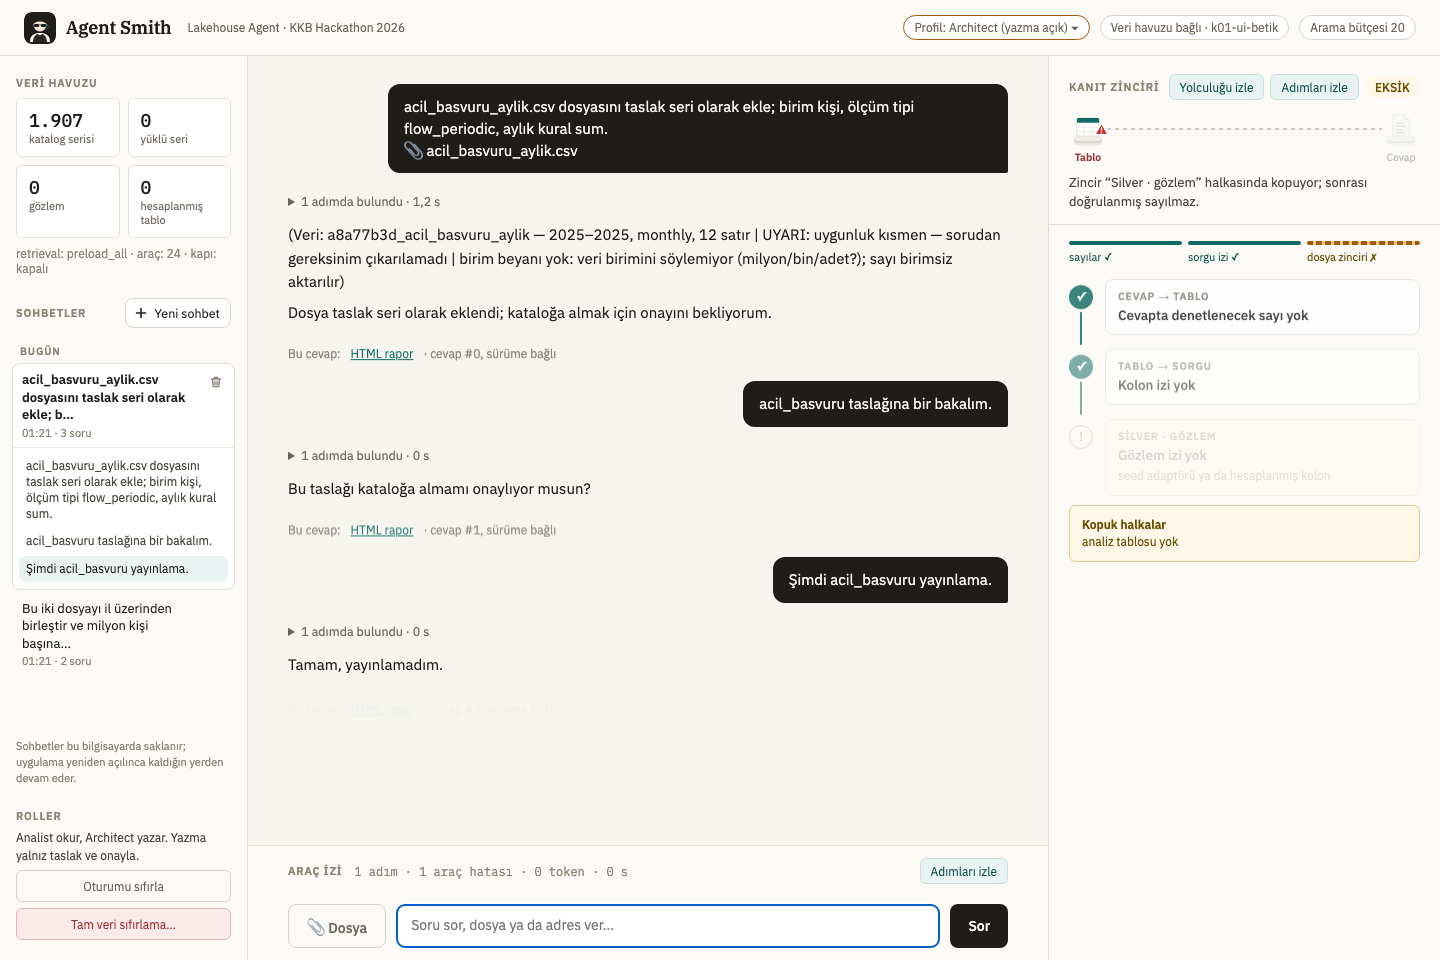 Agent Smith
Lakehouse Agent · KKB Hackathon 2026
Profil: Architect (yazma açık)
Veri havuzu bağlı · k01-ui-betik
Arama bütçesi 20
VERİ HAVUZU
1.907
katalog serisi
0
yüklü seri
0
gözlem
0
hesaplanmış
tablo
retrieval: preload_all · araç: 24 · kapı:
kapalı
SOHBETLER
+ Yeni sohbet
BUGÜN
acil_basvuru_aylik.csv
dosyasını taslak seri olarak
ekle; b...
01:21 · 3 soru
acil_basvuru_aylik.csv dosyasını
taslak seri olarak ekle; birim kişi,
ölçüm tipi flow_periodic, aylık kural
sum.
acil_basvuru taslağına bir bakalım.
Şimdi acil_basvuru yayınlama.
Bu iki dosyayı il üzerinden
birleştir ve milyon kişi
başına...
01:21 · 2 soru
Sohbetler bu bilgisayarda saklanır;
uygulama yeniden açılınca kaldığın yerden
devam eder.
ROLLER
Analist okur, Architect yazar. Yazma
yalnız taslak ve onayla.
Oturumu sıfırla
Tam veri sıfırlama...
acil_basvuru_aylik.csv dosyasını taslak seri olarak ekle; birim kişi, ölçüm tipi
flow_periodic, aylık kural sum.
📎 acil_basvuru_aylik.csv
▶ 1 adımda bulundu · 1,2 s
(Veri: a8a77b3d_acil_basvuru_aylik — 2025–2025, monthly, 12 satır | UYARI: uygunluk kısmen — sorudan
gereksinim çıkarılamadı | birim beyanı yok: veri birimini söylemiyor (milyon/bin/adet?); sayı birimsiz
aktarılır)
Dosya taslak seri olarak eklendi; kataloğa almak için onayını bekliyorum.
Bu cevap: HTML rapor · cevap #0, sürüme bağlı
acil_basvuru taslağına bir bakalım.
▶ 1 adımda bulundu · 0 s
Bu taslağı kataloğa almamı onaylıyor musun?
Bu cevap: HTML rapor · cevap #1, sürüme bağlı
Şimdi acil_basvuru yayınlama.
▶ 1 adımda bulundu · 0 s
Tamam, yayınlamadım.
Bu cevap: HTML rapor · cevap #2, sürüme bağlı
ARAÇ İZİ 1 adım · 1 araç hatası · 0 token · 0 s
Adımları izle
📎 Dosya
Soru sor, dosya ya da adres ver...
Sor
KANIT ZİNCİRİ
Yolculuğu izle
Adımları izle
EKSİK
Tablo
Cevap
Zincir “Silver · gözlem” halkasında kopuyor; sonrası
doğrulanmış sayılmaz.
sayılar ✓
sorgu izi ✓
dosya zinciri ✗
CEVAP → TABLO
Cevapta denetlenecek sayı yok
TABLO → SORGU
Kolon izi yok
SİLVER · GÖZLEM
Gözlem izi yok
seed adaptörü ya da hesaplanmış kolon
Kopuk halkalar
analiz tablosu yok